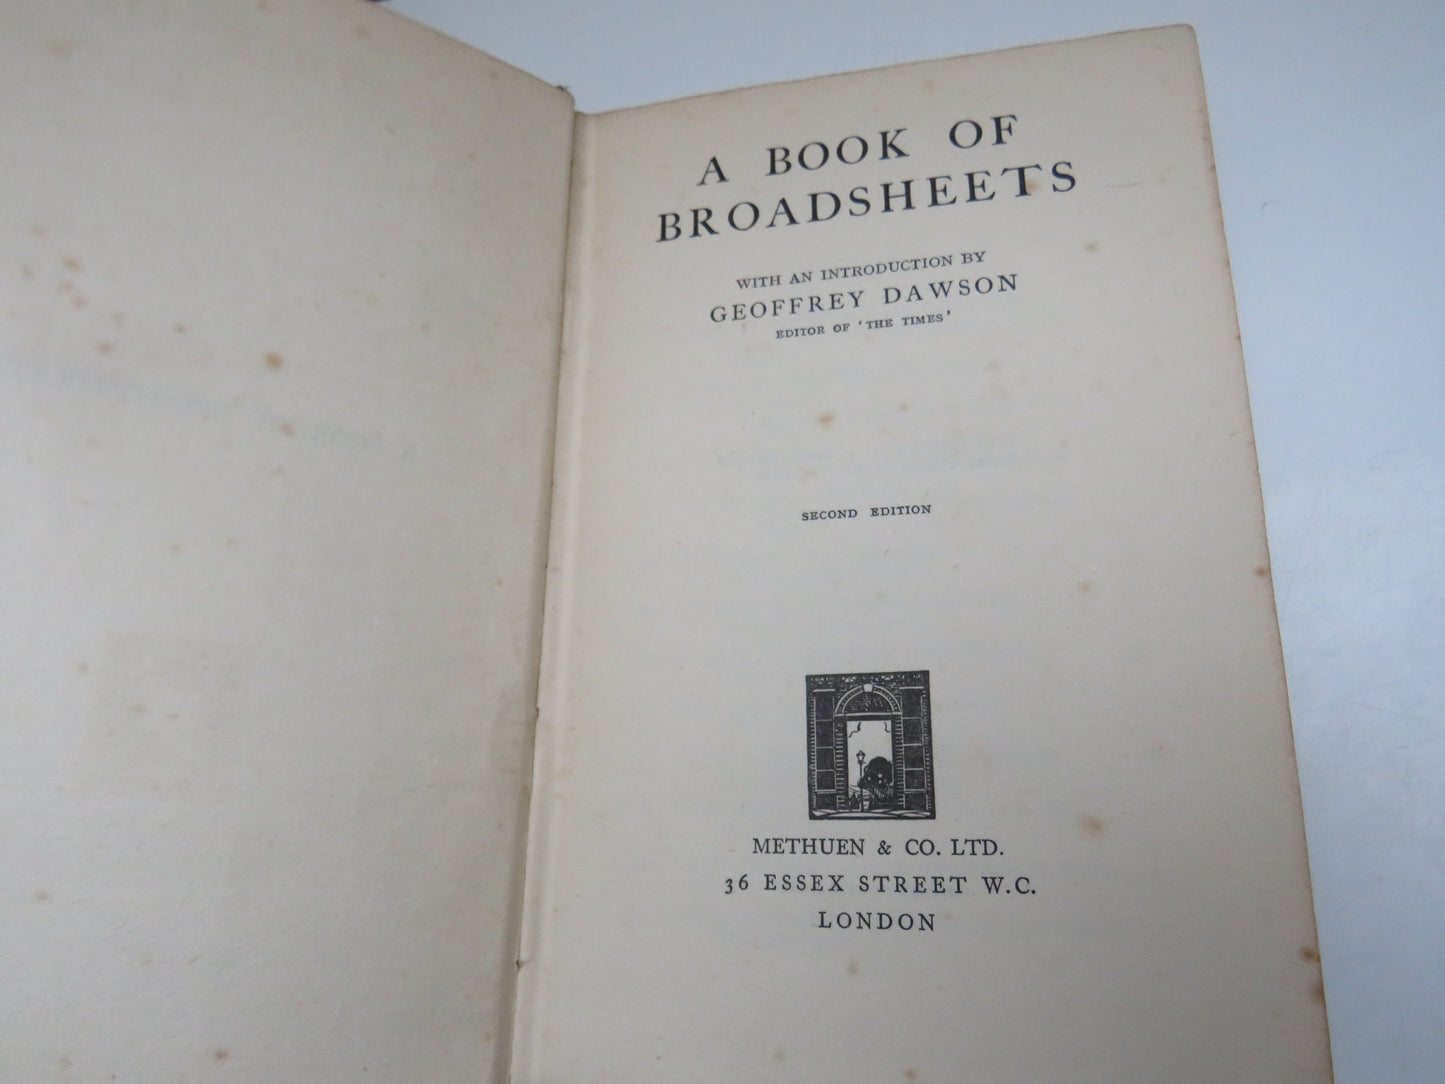 A BOOK OF
BROADSHEETS
WITH AN INTRODUCTION BY
GEOFFREY DAWSON
EDITOR OF 'THE TIMES'
SECOND EDITION
METHUEN & CO. LTD.
36 ESSEX STREET W.C.
LONDON